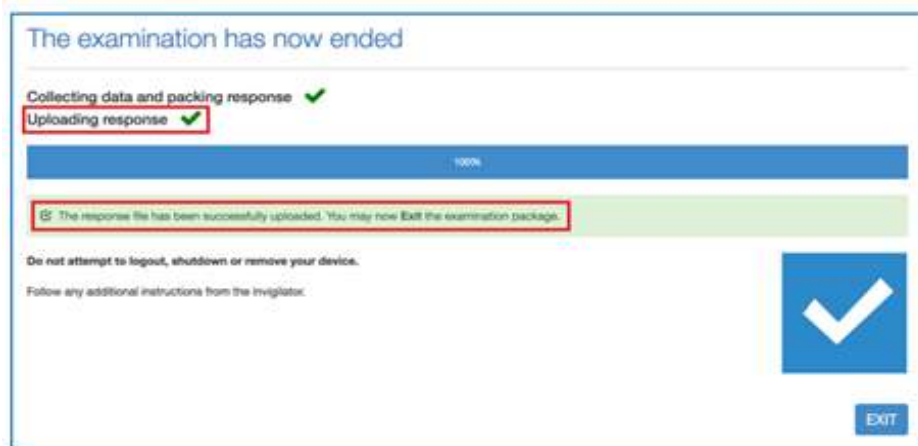 The examination has now ended
Collecting data and packing response
Uploading response
100%
The response file has been successfully uploaded. You may now Exit the examination package.
Do not attempt to logout, shutdown or remove your device.
Follow any additional instructions from the Invigilator.
EXIT